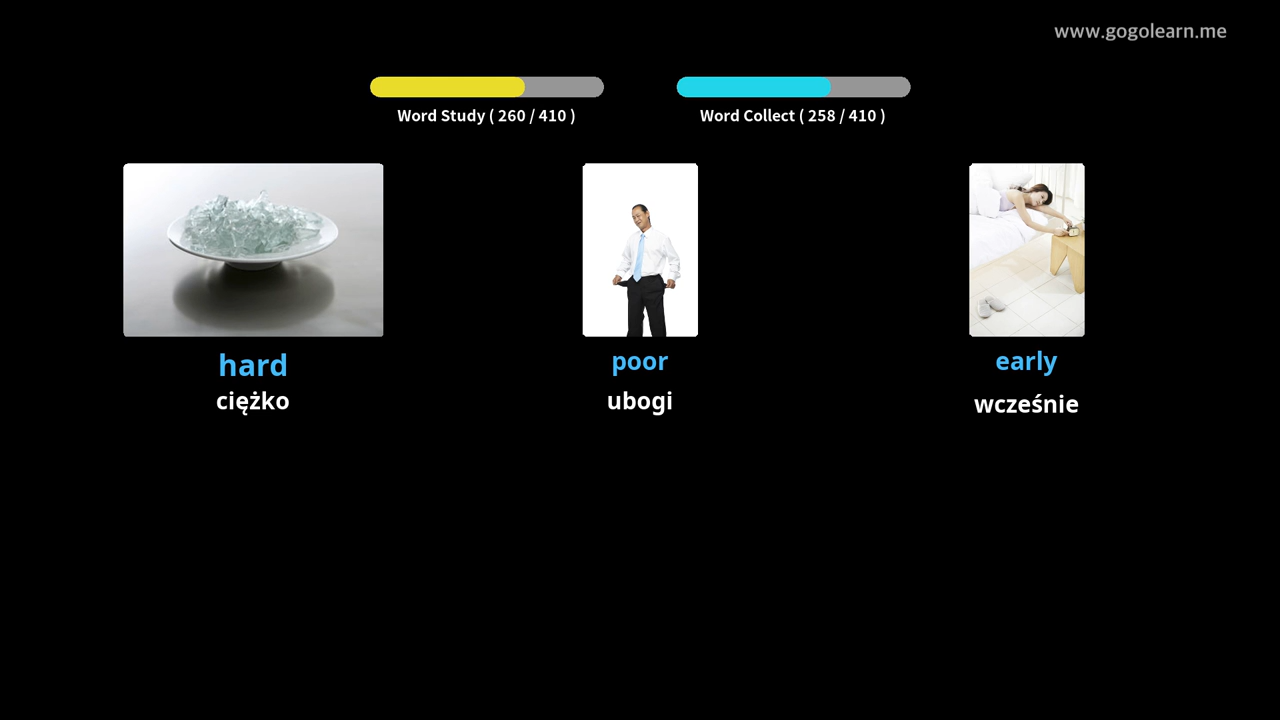 www.gogolearn.me
Word Study ( 260 / 410 )
Word Collect ( 258 / 410 )
hard
ciężko
poor
ubogi
early
wcześnie